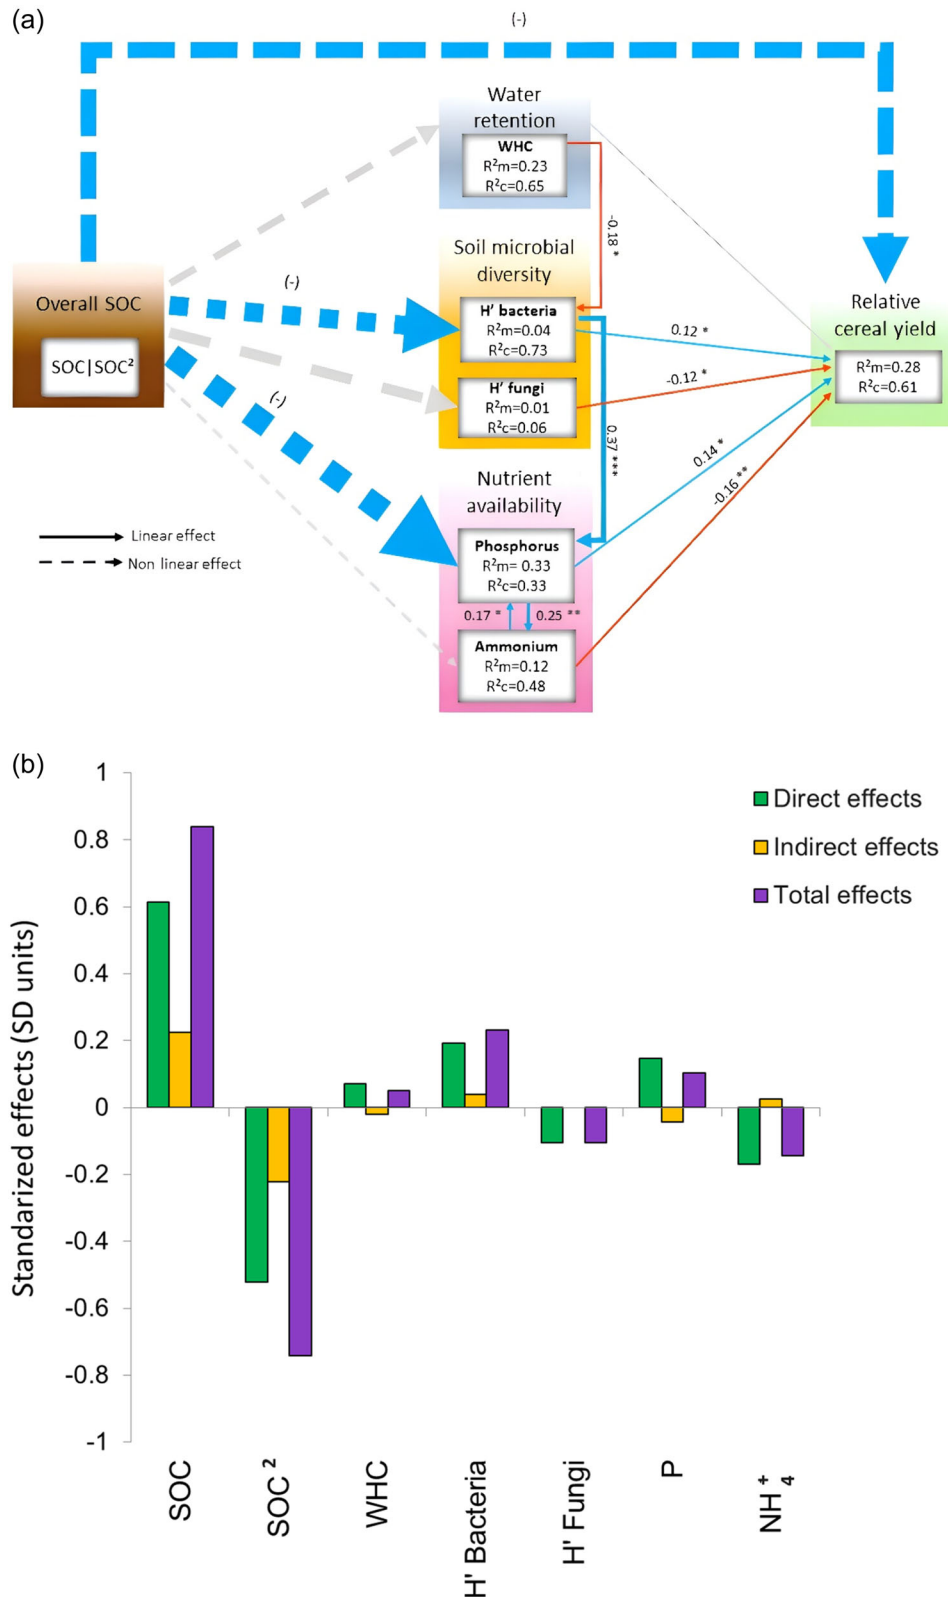 (a)
(-)
Water
retention
WHC
R²m=0.23
R²c=0.65
-0.18 *
Soil microbial
diversity
(-)
Overall SOC
SOC|SOC²
H' bacteria
R²m=0.04
R²c=0.73
0.12 *
Relative
cereal yield
R²m=0.28
R²c=0.61
H' fungi
R²m=0.01
R²c=0.06
-0.12 *
(-)
0.37 ***
0.14 *
-0.16 **
Nutrient
availability
Linear effect
Non linear effect
Phosphorus
R²m= 0.33
R²c=0.33
0.17 *
0.25 **
Ammonium
R²m=0.12
R²c=0.48
(b)
Standarized effects (SD units)
1
0.8
0.6
0.4
0.2
0
-0.2
-0.4
-0.6
-0.8
-1
Direct effects
Indirect effects
Total effects
SOC
SOC ²
WHC
H' Bacteria
H' Fungi
P
NH₄⁺